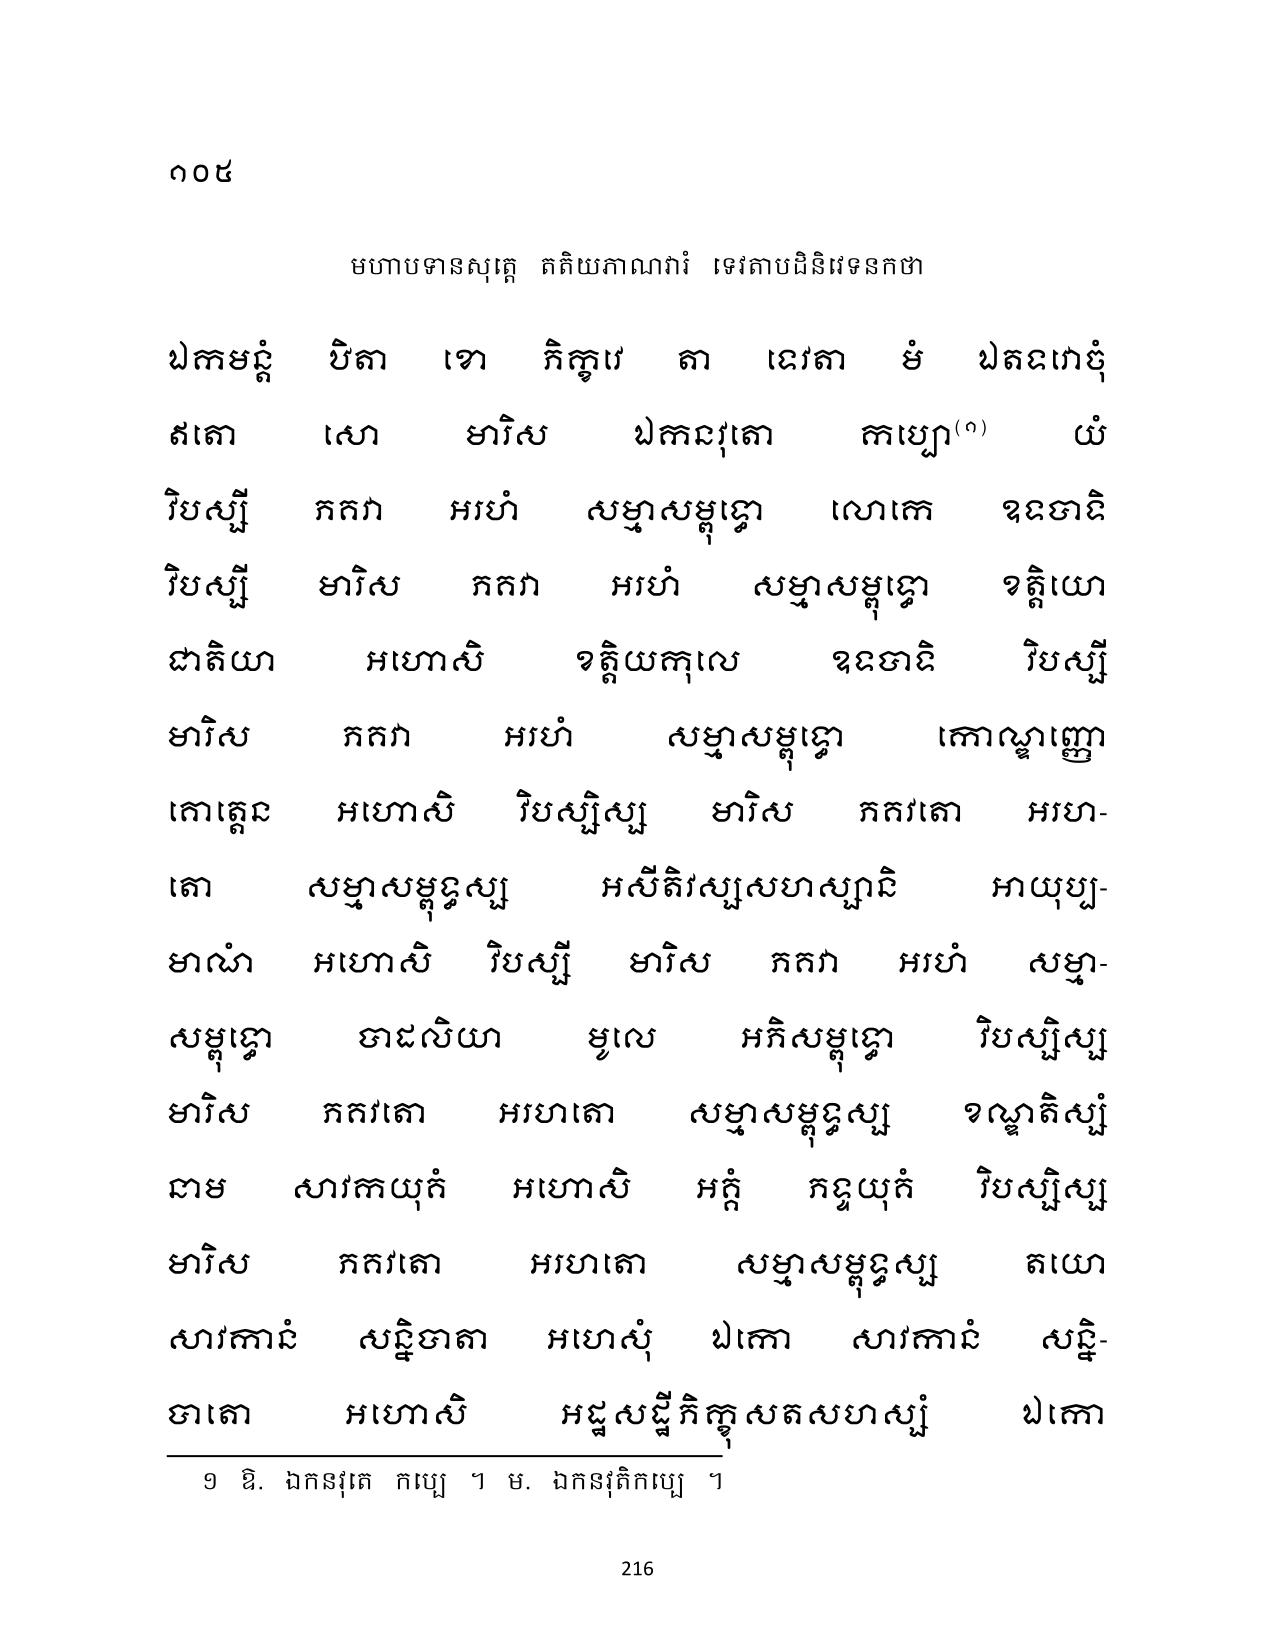 ១០៥
មហាបទានសុត្តេ តតិយភាណវារំ ទេវតាបដិនិវេទនកថា
ឯកមន្តំ ឋិតា ខោ ភិក្ខវេ តា ទេវតា មំ ឯតទវោចុំ
ឥតោ សោ មារិស ឯកនវុតោ កប្បោ(១) យំ
វិបស្សី ភគវា អរហំ សម្មាសម្ពុទ្ធោ លោកេ ឧទបាទិ
វិបស្សី មារិស ភគវា អរហំ សម្មាសម្ពុទ្ធោ ខត្តិយោ
ជាតិយា អហោសិ ខត្តិយកុលេ ឧទបាទិ វិបស្សី
មារិស ភគវា អរហំ សម្មាសម្ពុទ្ធោ កោណ្ឌញ្ញោ
គោត្តេន អហោសិ វិបស្សិស្ស មារិស ភគវតោ អរហ-
តោ សម្មាសម្ពុទ្ធស្ស អសីតិវស្សសហស្សានិ អាយុប្ប-
មាណំ អហោសិ វិបស្សី មារិស ភគវា អរហំ សម្មា-
សម្ពុទ្ធោ បាដលិយា មូលេ អភិសម្ពុទ្ធោ វិបស្សិស្ស
មារិស ភគវតោ អរហតោ សម្មាសម្ពុទ្ធស្ស ខណ្ឌតិស្សំ
នាម សាវកយុគំ អហោសិ អគ្គំ ភទ្ទយុគំ វិបស្សិស្ស
មារិស ភគវតោ អរហតោ សម្មាសម្ពុទ្ធស្ស តយោ
សាវកានំ សន្និបាតា អហេសុំ ឯកោ សាវកានំ សន្និ-
បាតោ អហោសិ អដ្ឋសដ្ឋីភិក្ខុសតសហស្សំ ឯកោ
១ ឱ. ឯកនវុតេ កប្បេ ។ ម. ឯកនវុតិកប្បេ ។
216